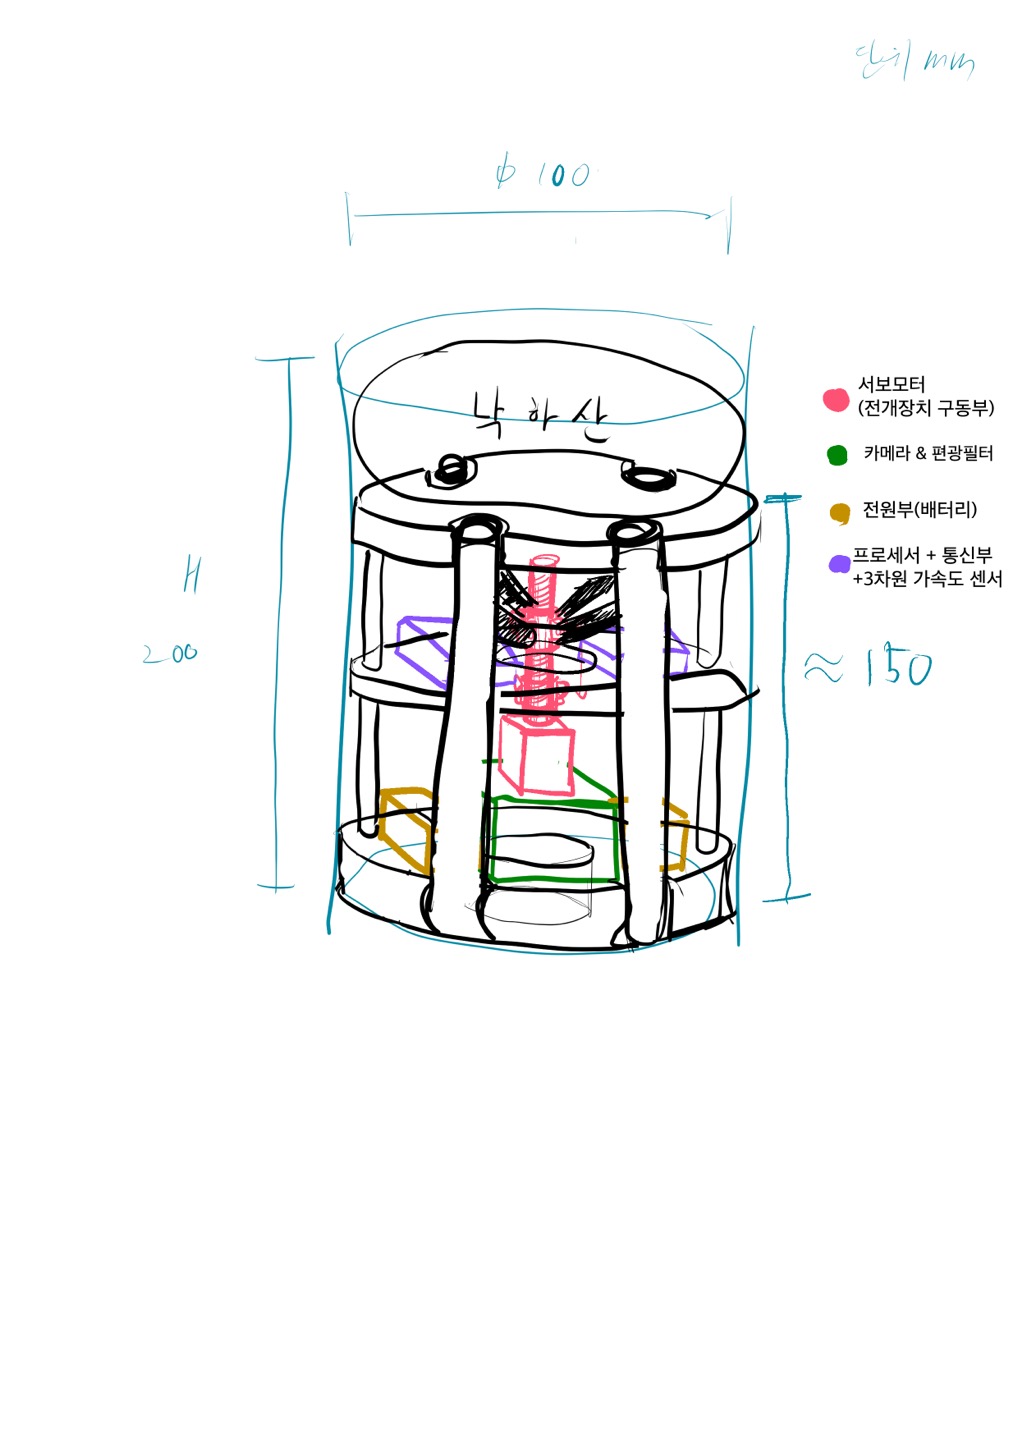 단위 mm
ϕ 100
낙하산
서보모터
(전개장치 구동부)
카메라 & 편광필터
전원부(배터리)
프로세서 + 통신부
+3차원 가속도 센서
H
200
≈ 150